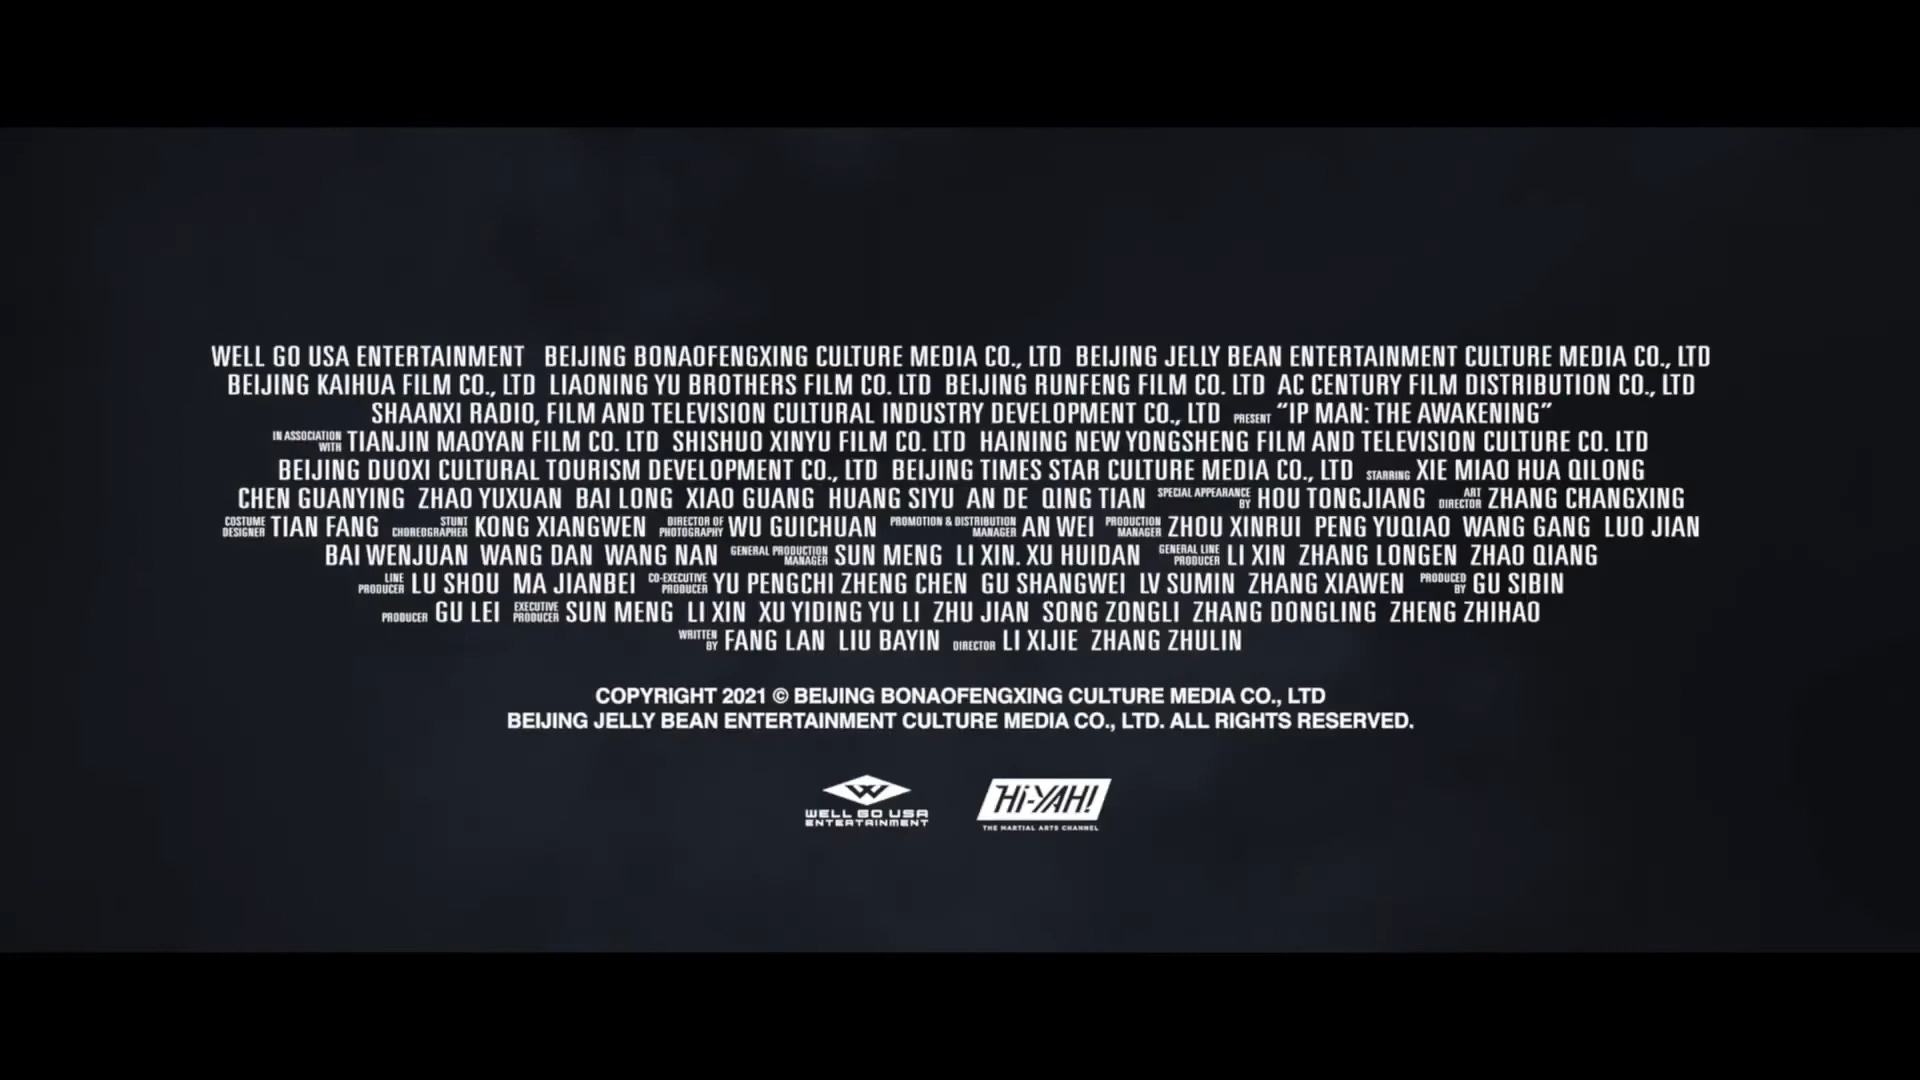 WELL GO USA ENTERTAINMENT BEIJING BONAOFENGXING CULTURE MEDIA CO., LTD BEIJING JELLY BEAN ENTERTAINMENT CULTURE MEDIA CO., LTD
BEIJING KAIHUA FILM CO., LTD LIAONING YU BROTHERS FILM CO. LTD BEIJING RUNFENG FILM CO. LTD AC CENTURY FILM DISTRIBUTION CO., LTD
SHAANXI RADIO, FILM AND TELEVISION CULTURAL INDUSTRY DEVELOPMENT CO., LTD PRESENT “IP MAN: THE AWAKENING”
IN ASSOCIATION WITH TIANJIN MAOYAN FILM CO. LTD SHISHUO XINYU FILM CO. LTD HAINING NEW YONGSHENG FILM AND TELEVISION CULTURE CO. LTD
BEIJING DUOXI CULTURAL TOURISM DEVELOPMENT CO., LTD BEIJING TIMES STAR CULTURE MEDIA CO., LTD STARRING XIE MIAO HUA QILONG
CHEN GUANYING ZHAO YUXUAN BAI LONG XIAO GUANG HUANG SIYU AN DE QING TIAN SPECIAL APPEARANCE BY HOU TONGJIANG ART DIRECTOR ZHANG CHANGXING
COSTUME DESIGNER TIAN FANG STUNT CHOREOGRAPHER KONG XIANGWEN DIRECTOR OF PHOTOGRAPHY WU GUICHUAN PROMOTION & DISTRIBUTION MANAGER AN WEI PRODUCTION MANAGER ZHOU XINRUI PENG YUQIAO WANG GANG LUO JIAN
BAI WENJUAN WANG DAN WANG NAN GENERAL PRODUCTION MANAGER SUN MENG LI XIN. XU HUIDAN GENERAL LINE PRODUCER LI XIN ZHANG LONGEN ZHAO QIANG
LINE PRODUCER LU SHOU MA JIANBEI CO-EXECUTIVE PRODUCER YU PENGCHI ZHENG CHEN GU SHANGWEI LV SUMIN ZHANG XIAWEN PRODUCED BY GU SIBIN
PRODUCER GU LEI EXECUTIVE PRODUCER SUN MENG LI XIN XU YIDING YU LI ZHU JIAN SONG ZONGLI ZHANG DONGLING ZHENG ZHIHAO
WRITTEN BY FANG LAN LIU BAYIN DIRECTOR LI XIJIE ZHANG ZHULIN
COPYRIGHT 2021 © BEIJING BONAOFENGXING CULTURE MEDIA CO., LTD
BEIJING JELLY BEAN ENTERTAINMENT CULTURE MEDIA CO., LTD. ALL RIGHTS RESERVED.
WELL GO USA
ENTERTAINMENT
Hi-YAH!
THE MARTIAL ARTS CHANNEL